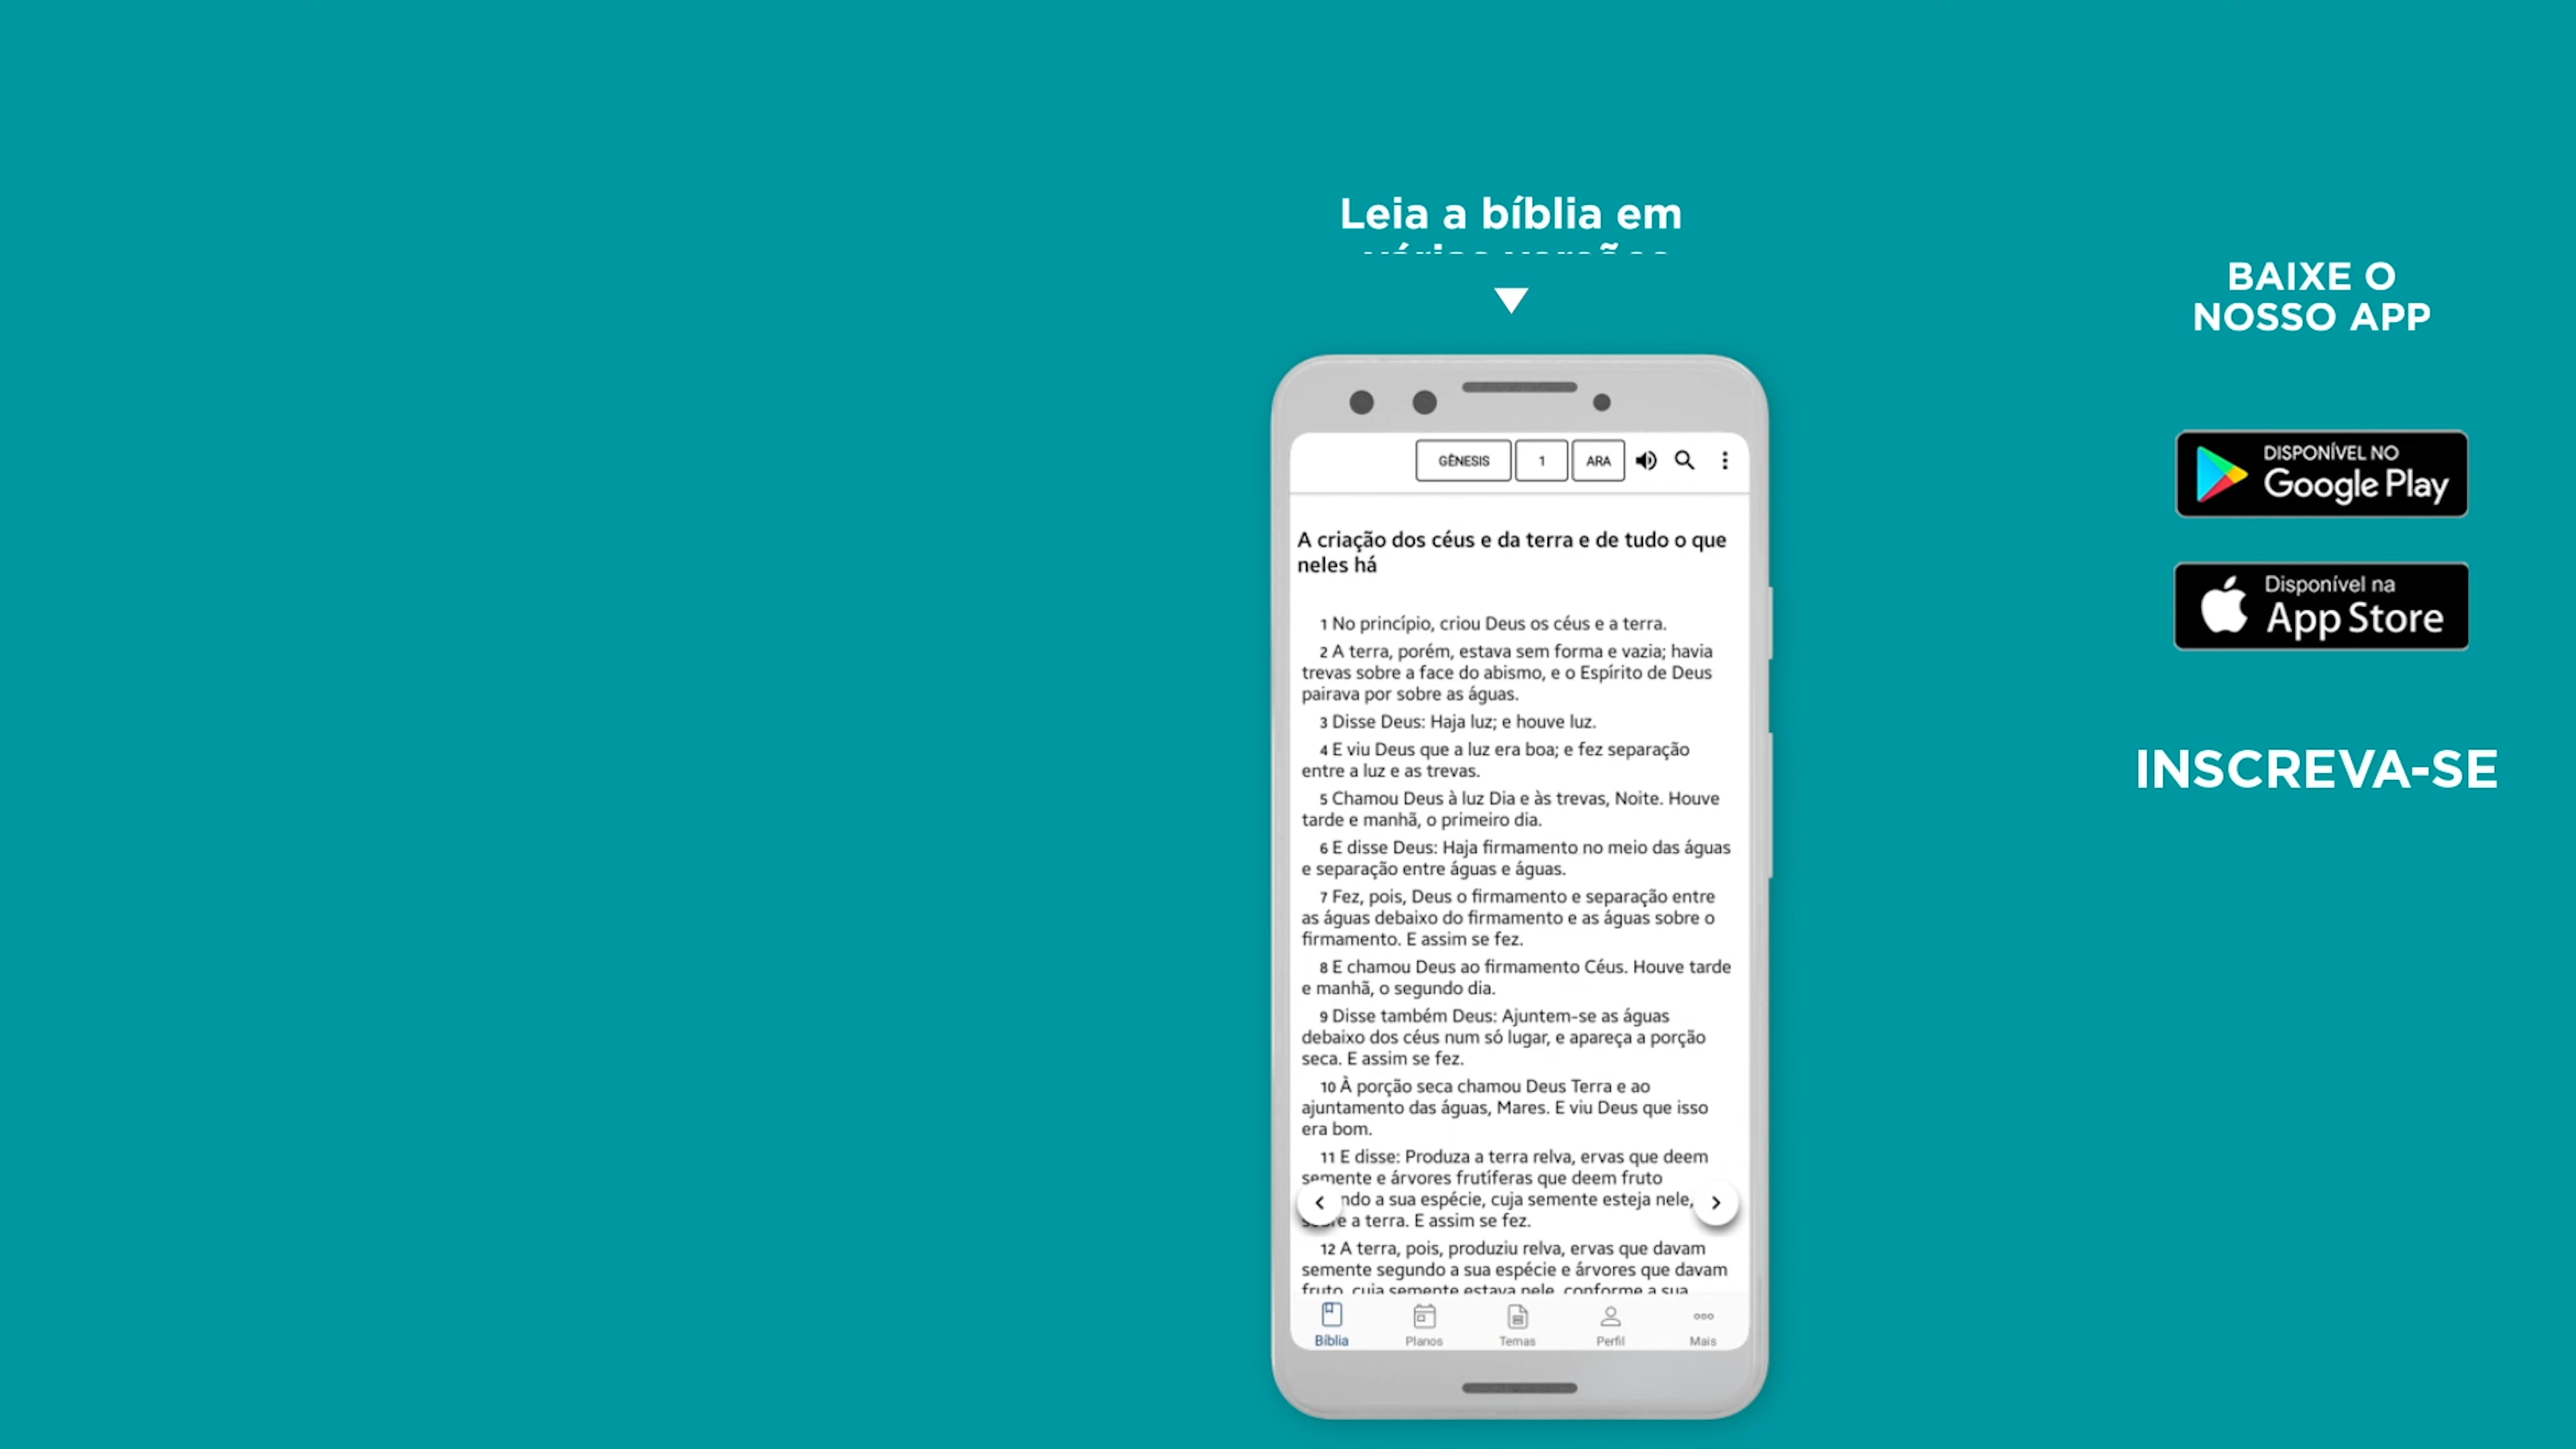 Leia a bíblia em
várias versões
BAIXE O
NOSSO APP
DISPONÍVEL NO
Google Play
Disponível na
App Store
INSCREVA-SE
GÊNESIS 1 ARA
A criação dos céus e da terra e de tudo o que
neles há
1 No princípio, criou Deus os céus e a terra.
2 A terra, porém, estava sem forma e vazia; havia
trevas sobre a face do abismo, e o Espírito de Deus
pairava por sobre as águas.
3 Disse Deus: Haja luz; e houve luz.
4 E viu Deus que a luz era boa; e fez separação
entre a luz e as trevas.
5 Chamou Deus à luz Dia e às trevas, Noite. Houve
tarde e manhã, o primeiro dia.
6 E disse Deus: Haja firmamento no meio das águas
e separação entre águas e águas.
7 Fez, pois, Deus o firmamento e separação entre
as águas debaixo do firmamento e as águas sobre o
firmamento. E assim se fez.
8 E chamou Deus ao firmamento Céus. Houve tarde
e manhã, o segundo dia.
9 Disse também Deus: Ajuntem-se as águas
debaixo dos céus num só lugar, e apareça a porção
seca. E assim se fez.
10 À porção seca chamou Deus Terra e ao
ajuntamento das águas, Mares. E viu Deus que isso
era bom.
11 E disse: Produza a terra relva, ervas que deem
semente e árvores frutíferas que deem fruto
a sua espécie, cuja semente esteja nele,
a terra. E assim se fez.
12 A terra, pois, produziu relva, ervas que davam
semente segundo a sua espécie e árvores que davam
fruto, cuja semente estava nele, conforme a sua
Bíblia Planos Temas Perfil Mais